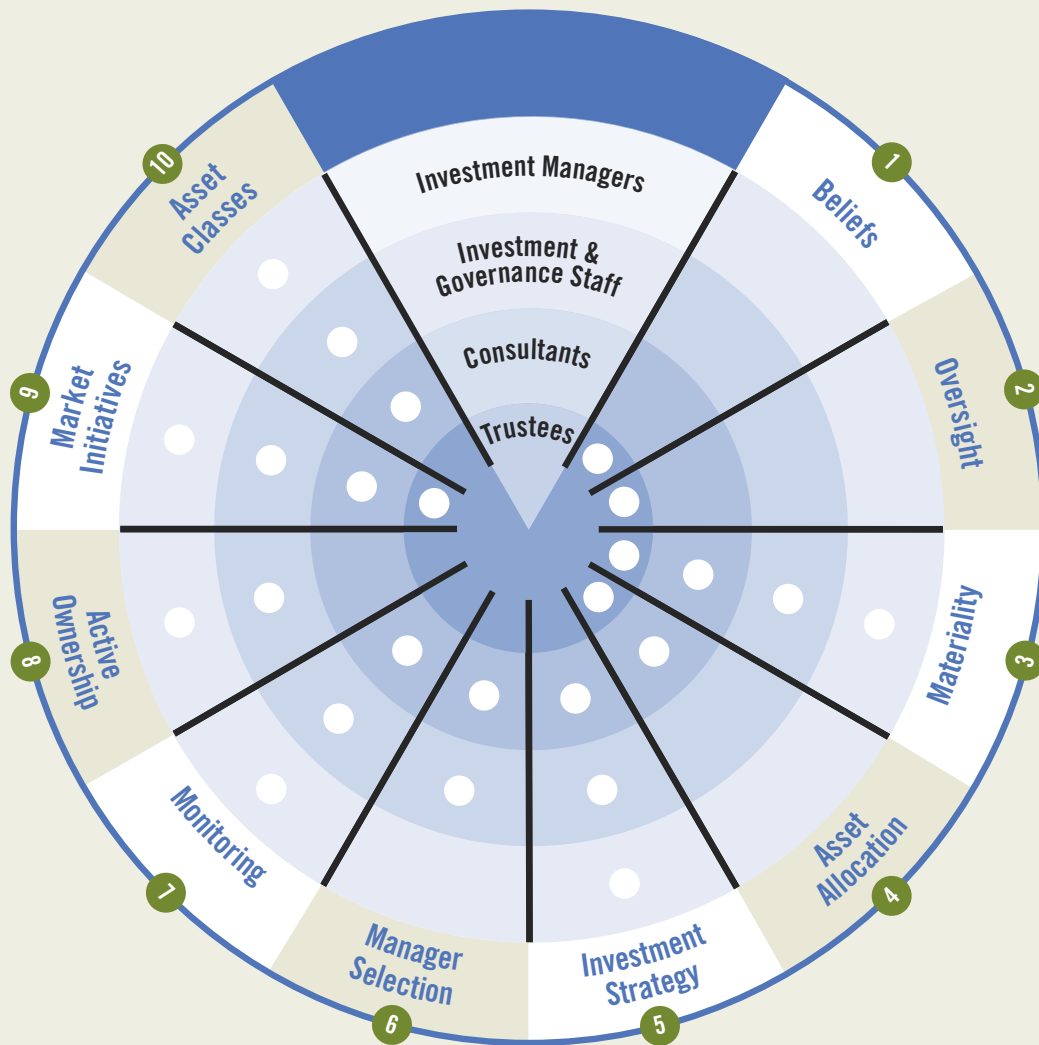 Investment Managers
Investment &
Governance Staff
Consultants
Trustees
1
Beliefs
2
Oversight
3
Materiality
4
Asset
Allocation
5
Investment
Strategy
6
Manager
Selection
7
Monitoring
8
Active
Ownership
9
Market
Initiatives
10
Asset
Classes